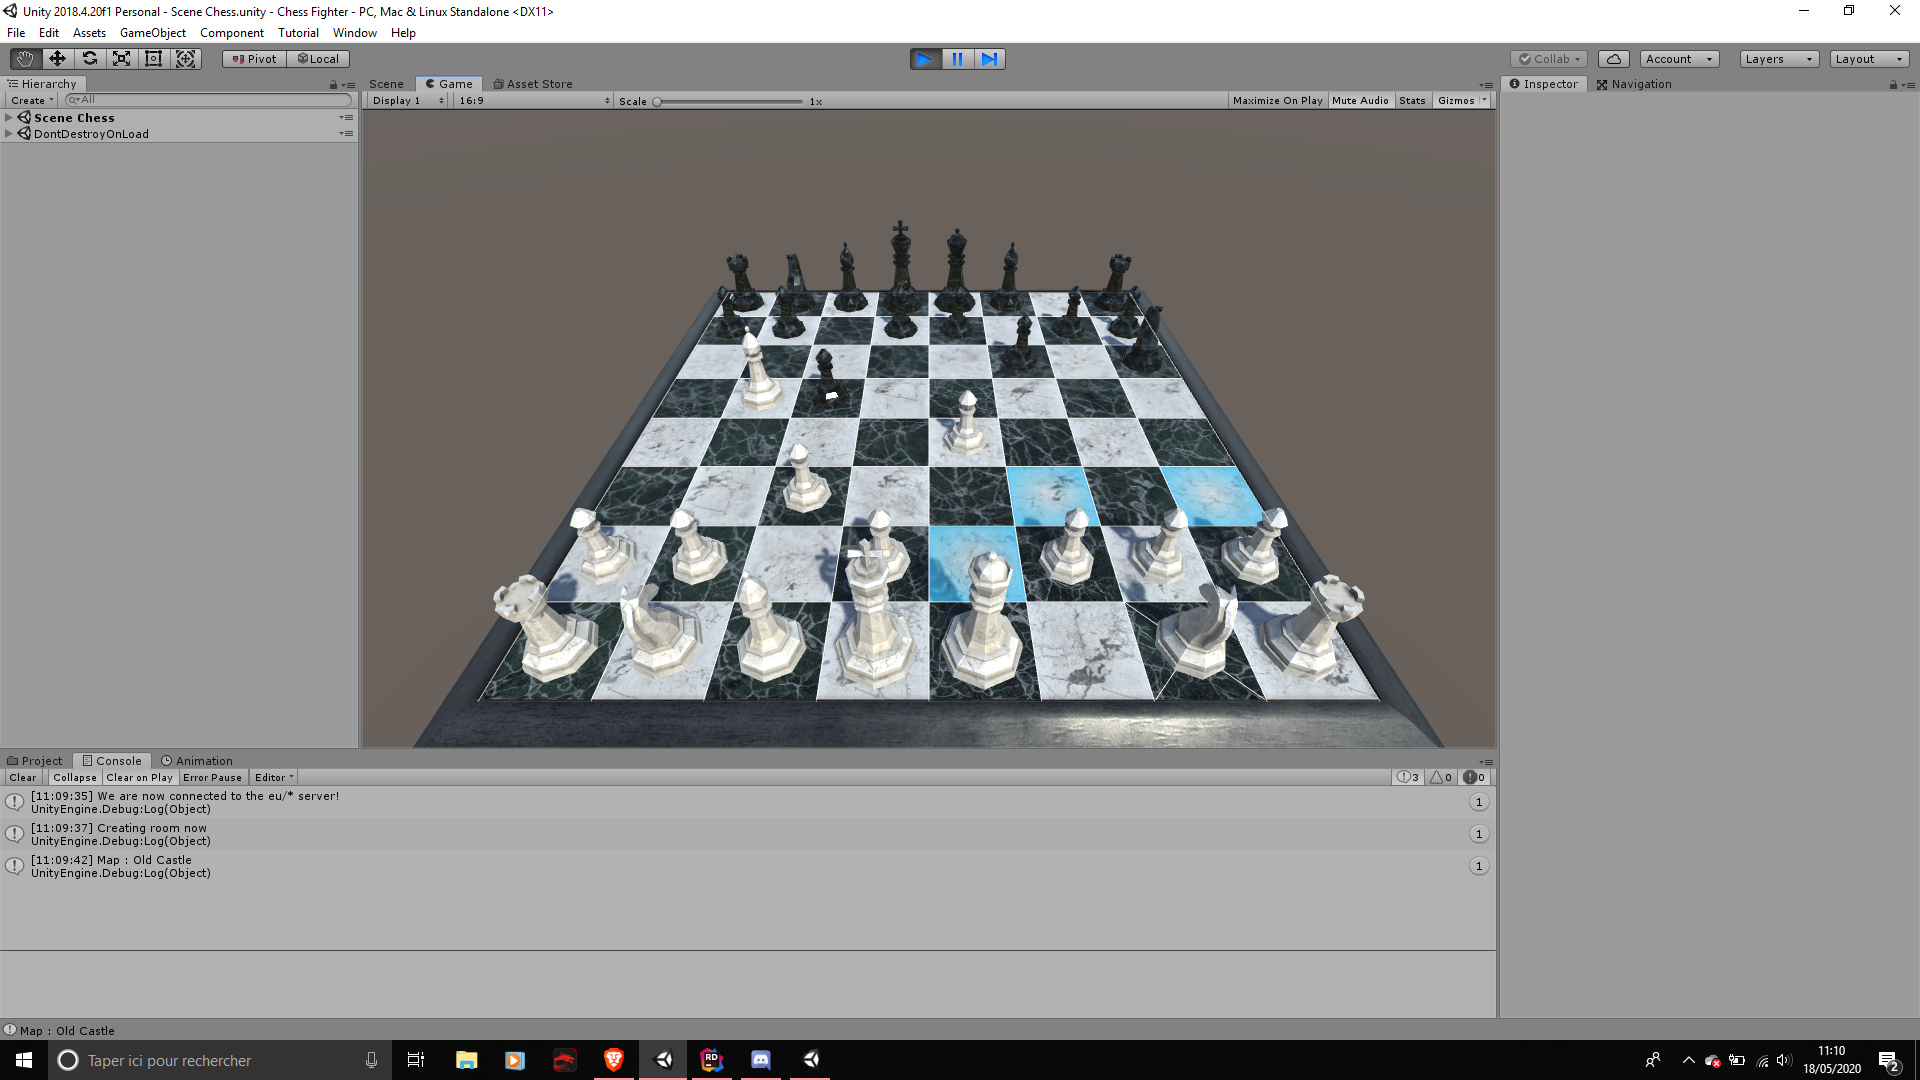 Unity 2018.4.20f1 Personal - Scene Chess.unity - Chess Fighter - PC, Mac & Linux Standalone <DX11>
File Edit Assets GameObject Component Tutorial Window Help
Pivot Local Collab Account Layers Layout
Hierarchy Scene Game Asset Store Inspector Navigation
Create All Display 1 16:9 Scale 1x Maximize On Play Mute Audio Stats Gizmos
Scene Chess
DontDestroyOnLoad
Project Console Animation
Clear Collapse Clear on Play Error Pause Editor 3 0 0
[11:09:35] We are now connected to the eu/* server!
UnityEngine.Debug:Log(Object)
1
[11:09:37] Creating room now
UnityEngine.Debug:Log(Object)
1
[11:09:42] Map : Old Castle
UnityEngine.Debug:Log(Object)
1
Map : Old Castle
Taper ici pour rechercher
RD
11:10
18/05/2020
2